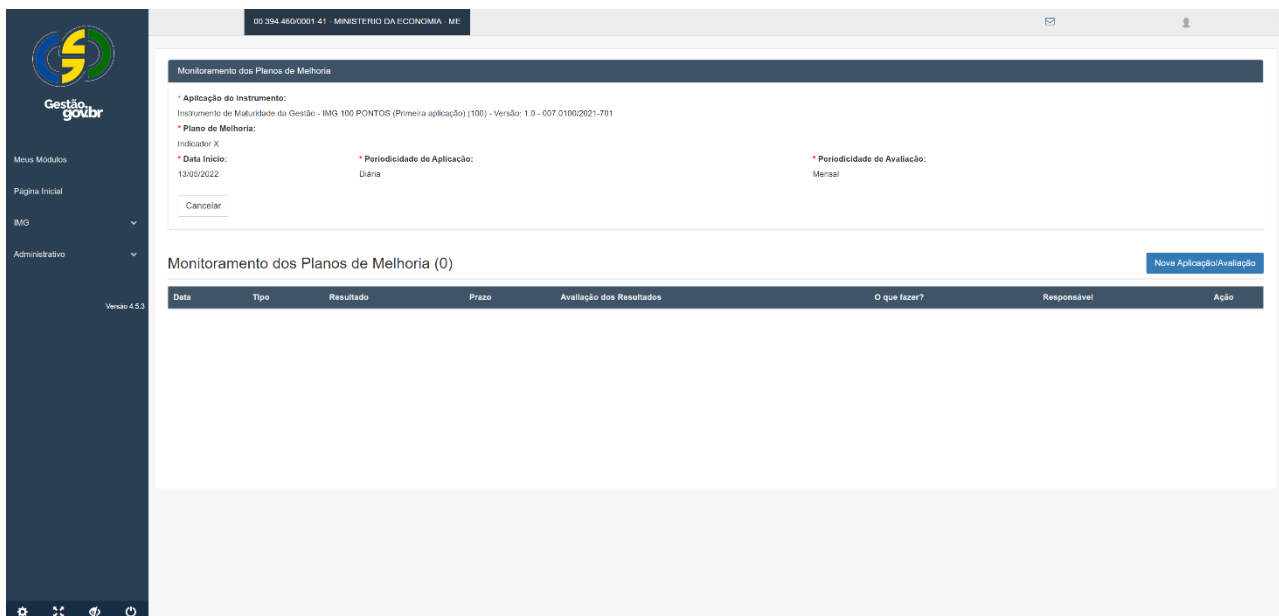 00.394.460/0001-41 - MINISTERIO DA ECONOMIA - ME
Gestão
gov.br
Meus Módulos
Página Inicial
IMG
Administrativo
Versão 4.5.3
Monitoramento dos Planos de Melhoria
* Aplicação do Instrumento:
Instrumento de Maturidade da Gestão - IMG 100 PONTOS (Primeira aplicação) (100) - Versão: 1.0 - 007.0100/2021-701
* Plano de Melhoria:
Indicador X
* Data Início: * Periodicidade de Aplicação: * Periodicidade de Avaliação:
13/05/2022 Diária Mensal
Cancelar
Monitoramento dos Planos de Melhoria (0) Nova Aplicação/Avaliação
Data Tipo Resultado Prazo Avaliação dos Resultados O que fazer? Responsável Ação